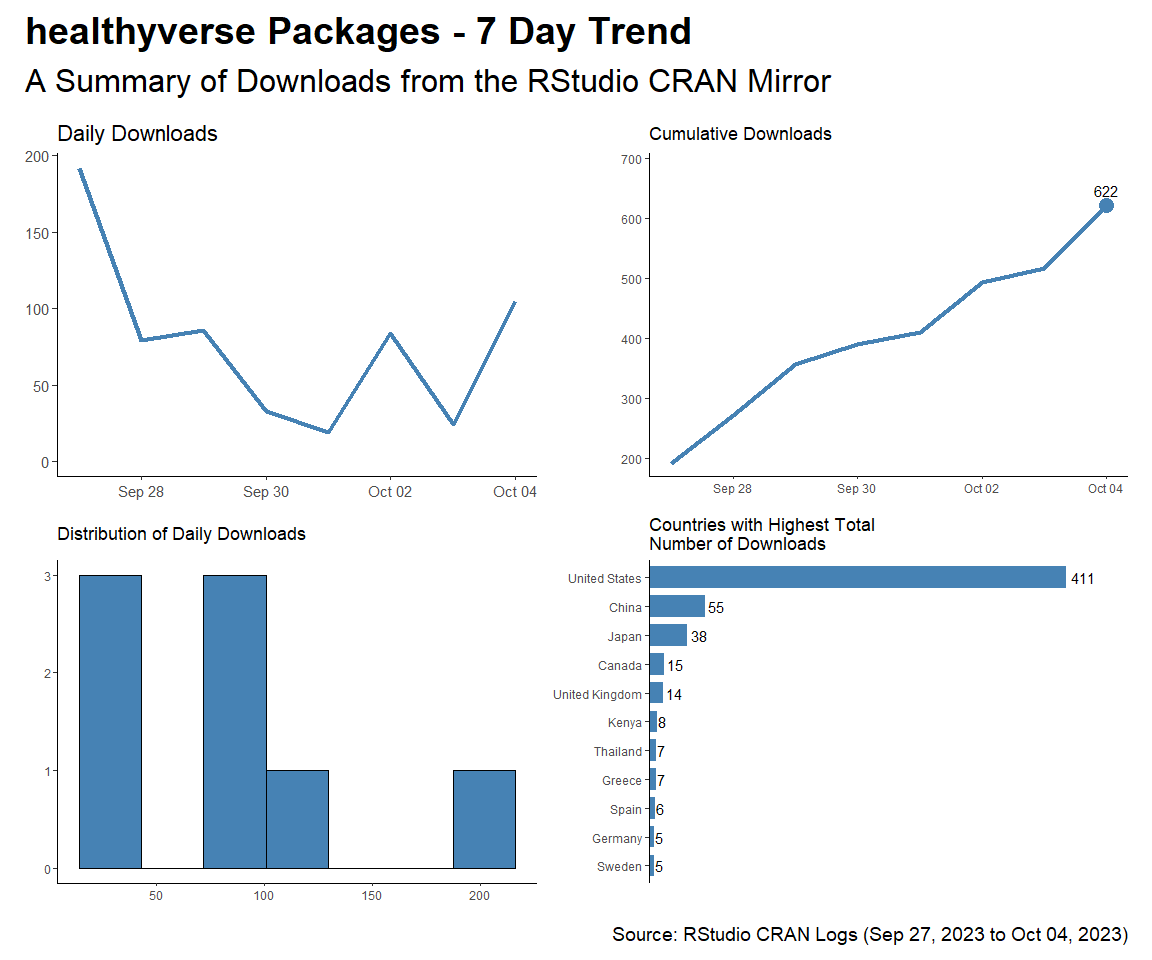 healthyverse Packages - 7 Day Trend
A Summary of Downloads from the RStudio CRAN Mirror
Daily Downloads
200
150
100
50
0
Sep 28 Sep 30 Oct 02 Oct 04
Cumulative Downloads
700
600
500
400
300
200
622
Sep 28 Sep 30 Oct 02 Oct 04
Distribution of Daily Downloads
3
2
1
0
50 100 150 200
Countries with Highest Total
Number of Downloads
United States 411
China 55
Japan 38
Canada 15
United Kingdom 14
Kenya 8
Thailand 7
Greece 7
Spain 6
Germany 5
Sweden 5
Source: RStudio CRAN Logs (Sep 27, 2023 to Oct 04, 2023)